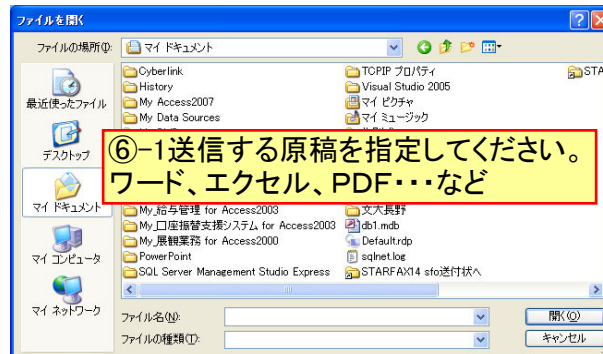 ファイルを開く
ファイルの場所(I):
マイ ドキュメント
最近使ったファイル
デスクトップ
マイ ドキュメント
マイ コンピュータ
マイ ネットワーク
Cyberlink
History
My Access2007
My Data Sources
⑥-1送信する原稿を指定してください。
ワード、エクセル、PDF・・・など
My_給与管理 for Access2003
My_口座振替支援システム for Access2003
My_展観業務 for Access2000
PowerPoint
SQL Server Management Studio Express
TCPIP プロパティ
Visual Studio 2005
マイ ピクチャ
マイ ミュージック
文大長野
db1.mdb
Default.rdp
sqlnet.log
STARFAX14 sfo送付状へ
STA
ファイル名(N):
開く(O)
ファイルの種類(T):
キャンセル